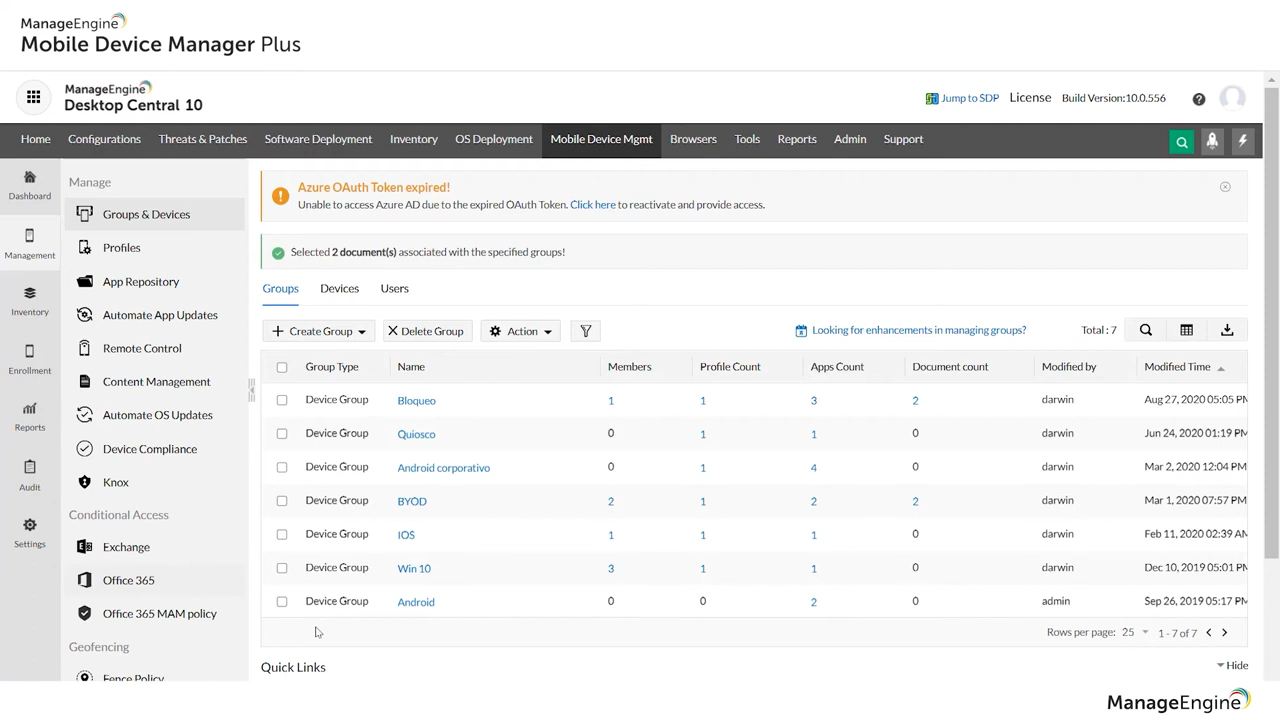 ManageEngine
Mobile Device Manager Plus
ManageEngine
Desktop Central 10
Jump to SDP License Build Version:10.0.556
Home Configurations Threats & Patches Software Deployment Inventory OS Deployment Mobile Device Mgmt Browsers Tools Reports Admin Support
Dashboard
Management
Inventory
Enrollment
Reports
Audit
Settings
Manage
Groups & Devices
Profiles
App Repository
Automate App Updates
Remote Control
Content Management
Automate OS Updates
Device Compliance
Knox
Conditional Access
Exchange
Office 365
Office 365 MAM policy
Geofencing
Fence Policy
Azure OAuth Token expired!
Unable to access Azure AD due to the expired OAuth Token. Click here to reactivate and provide access.
Selected 2 document(s) associated with the specified groups!
Groups Devices Users
+ Create Group Delete Group Action Looking for enhancements in managing groups? Total : 7
Group Type Name Members Profile Count Apps Count Document count Modified by Modified Time
Device Group Bloqueo 1 1 3 2 darwin Aug 27, 2020 05:05 PM
Device Group Quiosco 0 1 1 0 darwin Jun 24, 2020 01:19 PM
Device Group Android corporativo 0 1 4 0 darwin Mar 2, 2020 12:04 PM
Device Group BYOD 2 1 2 2 darwin Mar 1, 2020 07:57 PM
Device Group IOS 1 1 1 0 darwin Feb 11, 2020 02:39 AM
Device Group Win 10 3 1 1 0 darwin Dec 10, 2019 05:01 PM
Device Group Android 0 0 2 0 admin Sep 26, 2019 05:17 PM
Rows per page: 25 1 - 7 of 7
Quick Links Hide
ManageEngine